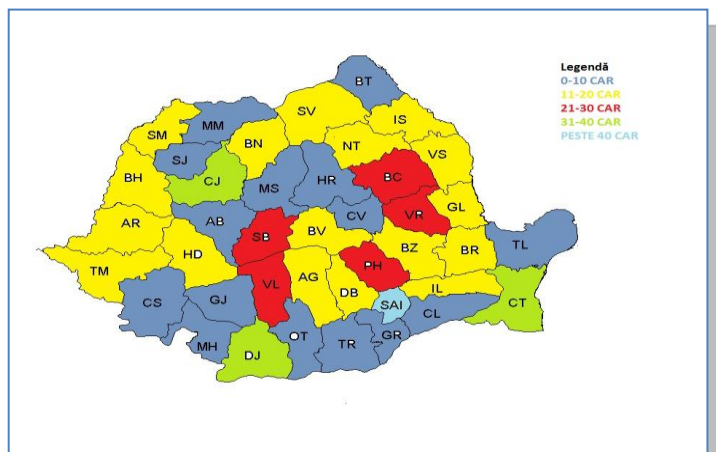 Legendă
0-10 CAR
11-20 CAR
21-30 CAR
31-40 CAR
PESTE 40 CAR
BT
SV
IS
SM
MM
BN
NT
SJ
VS
BH
CJ
MS
HR
BC
AR
AB
SB
BV
CV
VR
GL
TM
HD
BZ
BR
TL
CS
GJ
VL
AG
PH
DB
IL
SAI
CL
CT
MH
DJ
OT
TR
GR